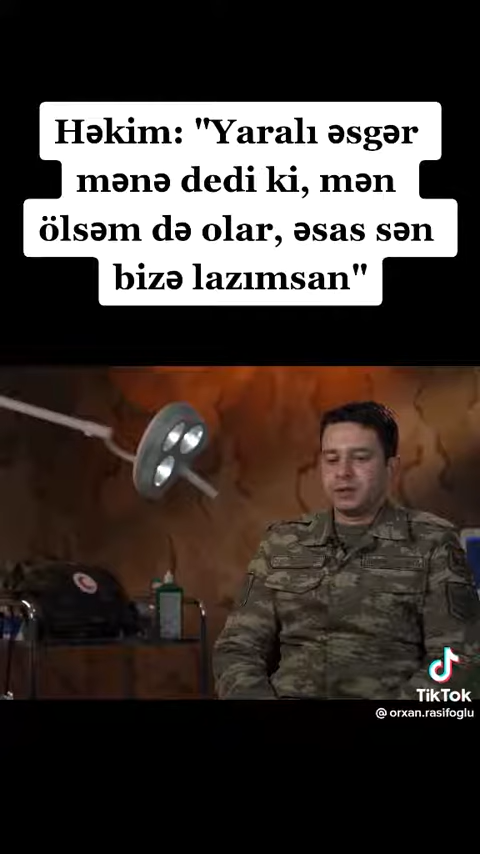 Həkim: "Yaralı əsgər
mənə dedi ki, mən
ölsəm də olar, əsas sən
bizə lazımsan"
TikTok
@orxan.rasifoglu